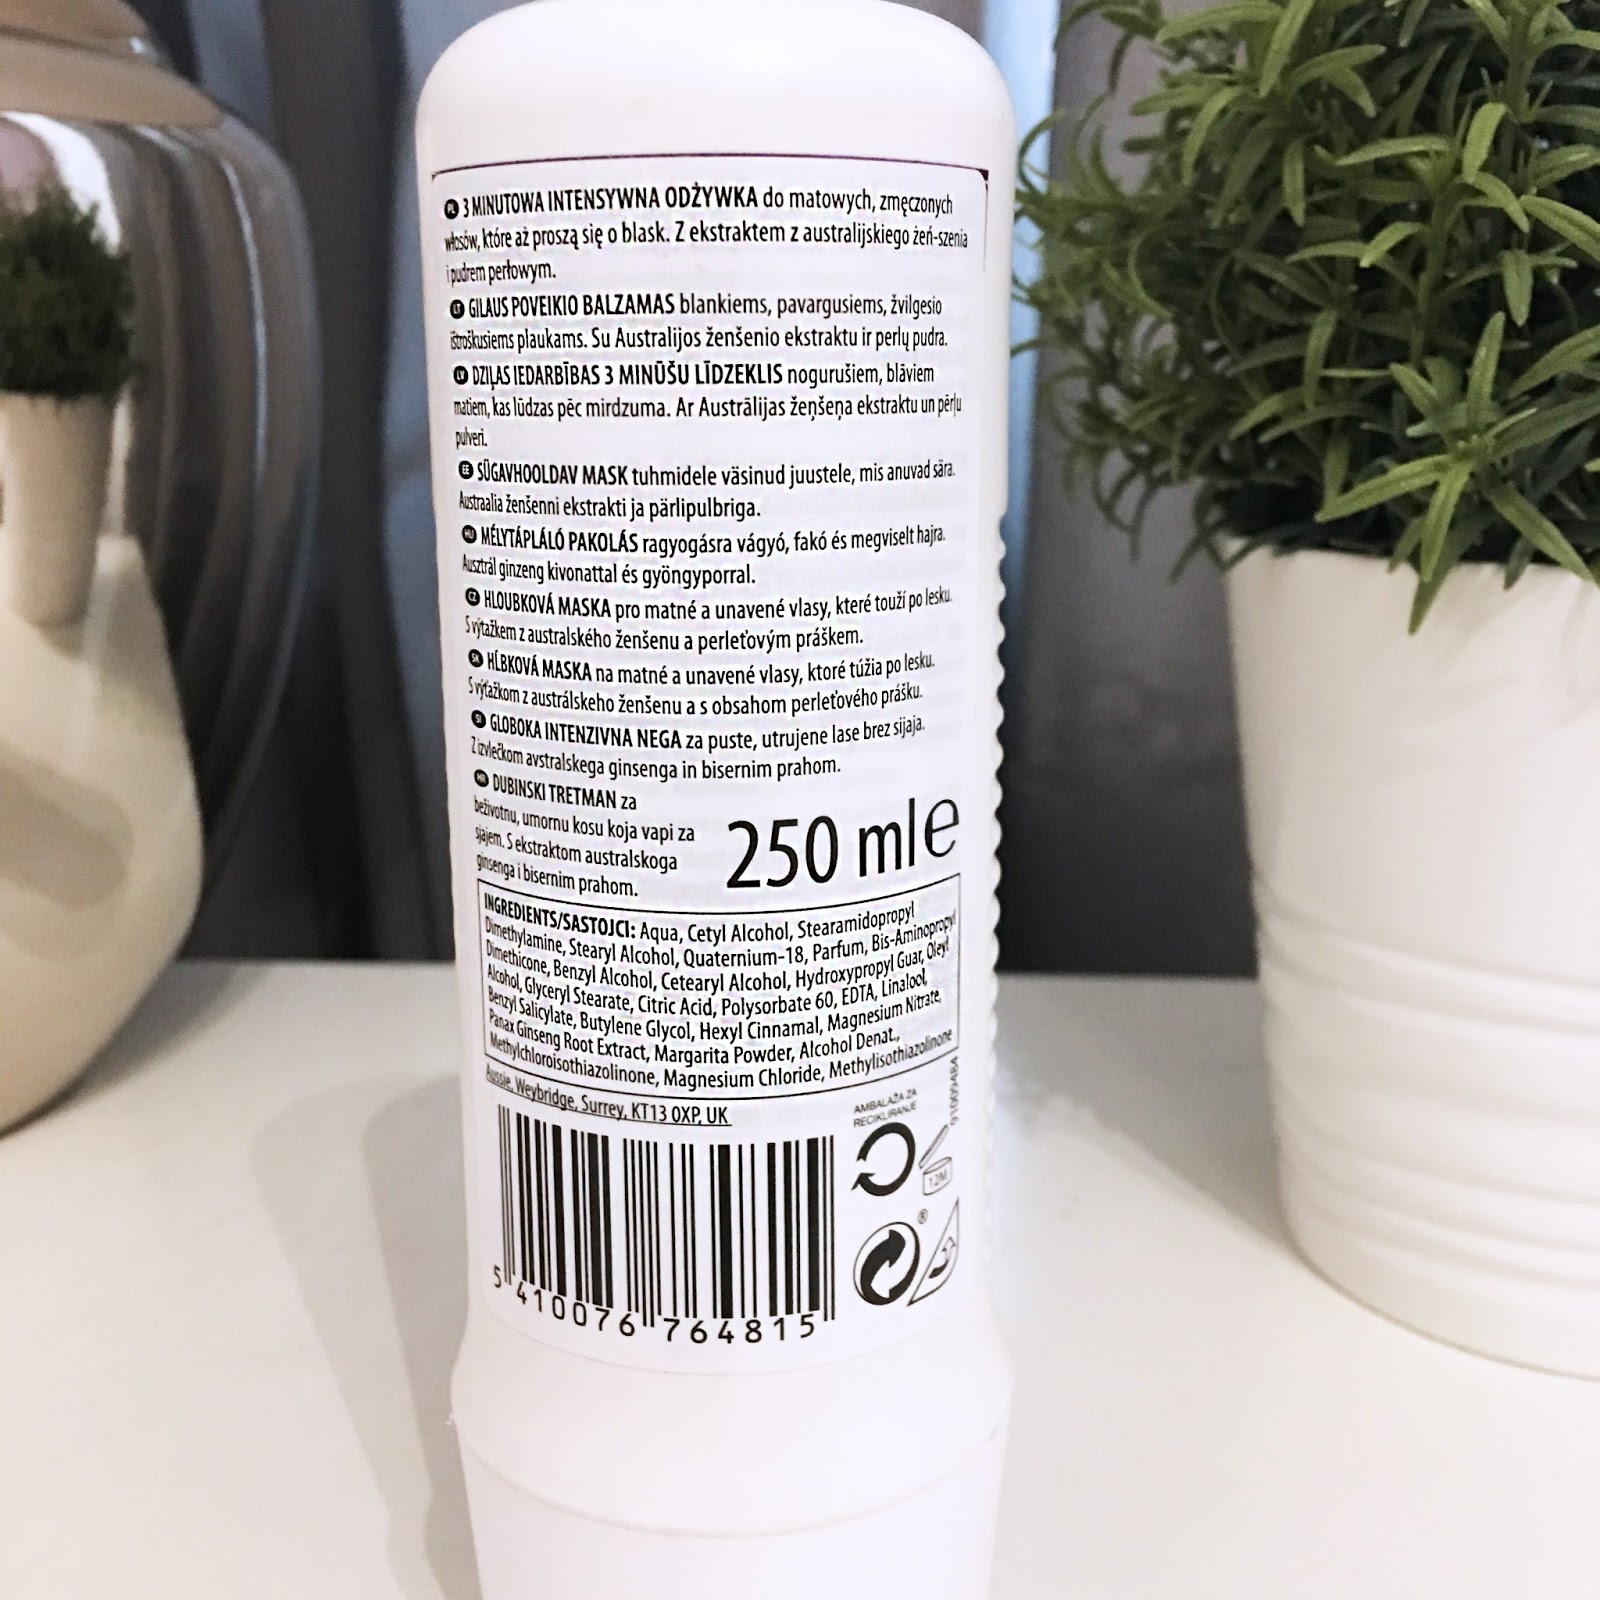 PL 3 MINUTOWA INTENSYWNA ODŻYWKA do matowych, zmęczonych
włosów, które aż proszą się o blask. Z ekstraktem z australijskiego żeń-szenia
i pudrem perłowym.
LT GILAUS POVEIKIO BALZAMAS blankiems, pavargusiems, žvilgesio
ištroškusiems plaukams. Su Australijos ženšenio ekstraktu ir perlų pudra.
LV DZIĻAS IEDARBĪBAS 3 MINŪŠU LĪDZEKLIS nogurušiem, blāviem
matiem, kas lūdzas pēc mirdzuma. Ar Austrālijas žeņšeņa ekstraktu un pērļu
pulveri.
EE SÜGAVHOOLDAV MASK tuhmidele väsinud juustele, mis anuvad sära.
Austraalia ženšenni ekstrakti ja pärlipulbriga.
HU MÉLYTÁPLÁLÓ PAKOLÁS ragyogásra vágyó, fakó és megviselt hajra.
Ausztrál ginzeng kivonattal és gyöngyporral.
CZ HLOUBKOVÁ MASKA pro matné a unavené vlasy, které touží po lesku.
S výtažkem z australského ženšenu a perleťovým práškem.
SK HĹBKOVÁ MASKA na matné a unavené vlasy, ktoré túžia po lesku.
S výťažkom z austrálskeho ženšenu a s obsahom perleťového prášku.
SI GLOBOKA INTENZIVNA NEGA za puste, utrujene lase brez sijaja.
Z izvlečkom avstralskega ginsenga in bisernim prahom.
HR DUBINSKI TRETMAN za
beživotnu, umornu kosu koja vapi za
sjajem. S ekstraktom australskoga
ginsenga i bisernim prahom.
250 ml e
INGREDIENTS/SASTOJCI: Aqua, Cetyl Alcohol, Stearamidopropyl
Dimethylamine, Stearyl Alcohol, Quaternium-18, Parfum, Bis-Aminopropyl
Dimethicone, Benzyl Alcohol, Cetearyl Alcohol, Hydroxypropyl Guar, Oleyl
Alcohol, Glyceryl Stearate, Citric Acid, Polysorbate 60, EDTA, Linalool,
Benzyl Salicylate, Butylene Glycol, Hexyl Cinnamal, Magnesium Nitrate,
Panax Ginseng Root Extract, Margarita Powder, Alcohol Denat.,
Methylchloroisothiazolinone, Magnesium Chloride, Methylisothiazolinone
Aussie, Weybridge, Surrey, KT13 0XP, UK
AMBALAŽA ZA
RECIKLIRANJE
91009484
12M
®
5 410076 764815